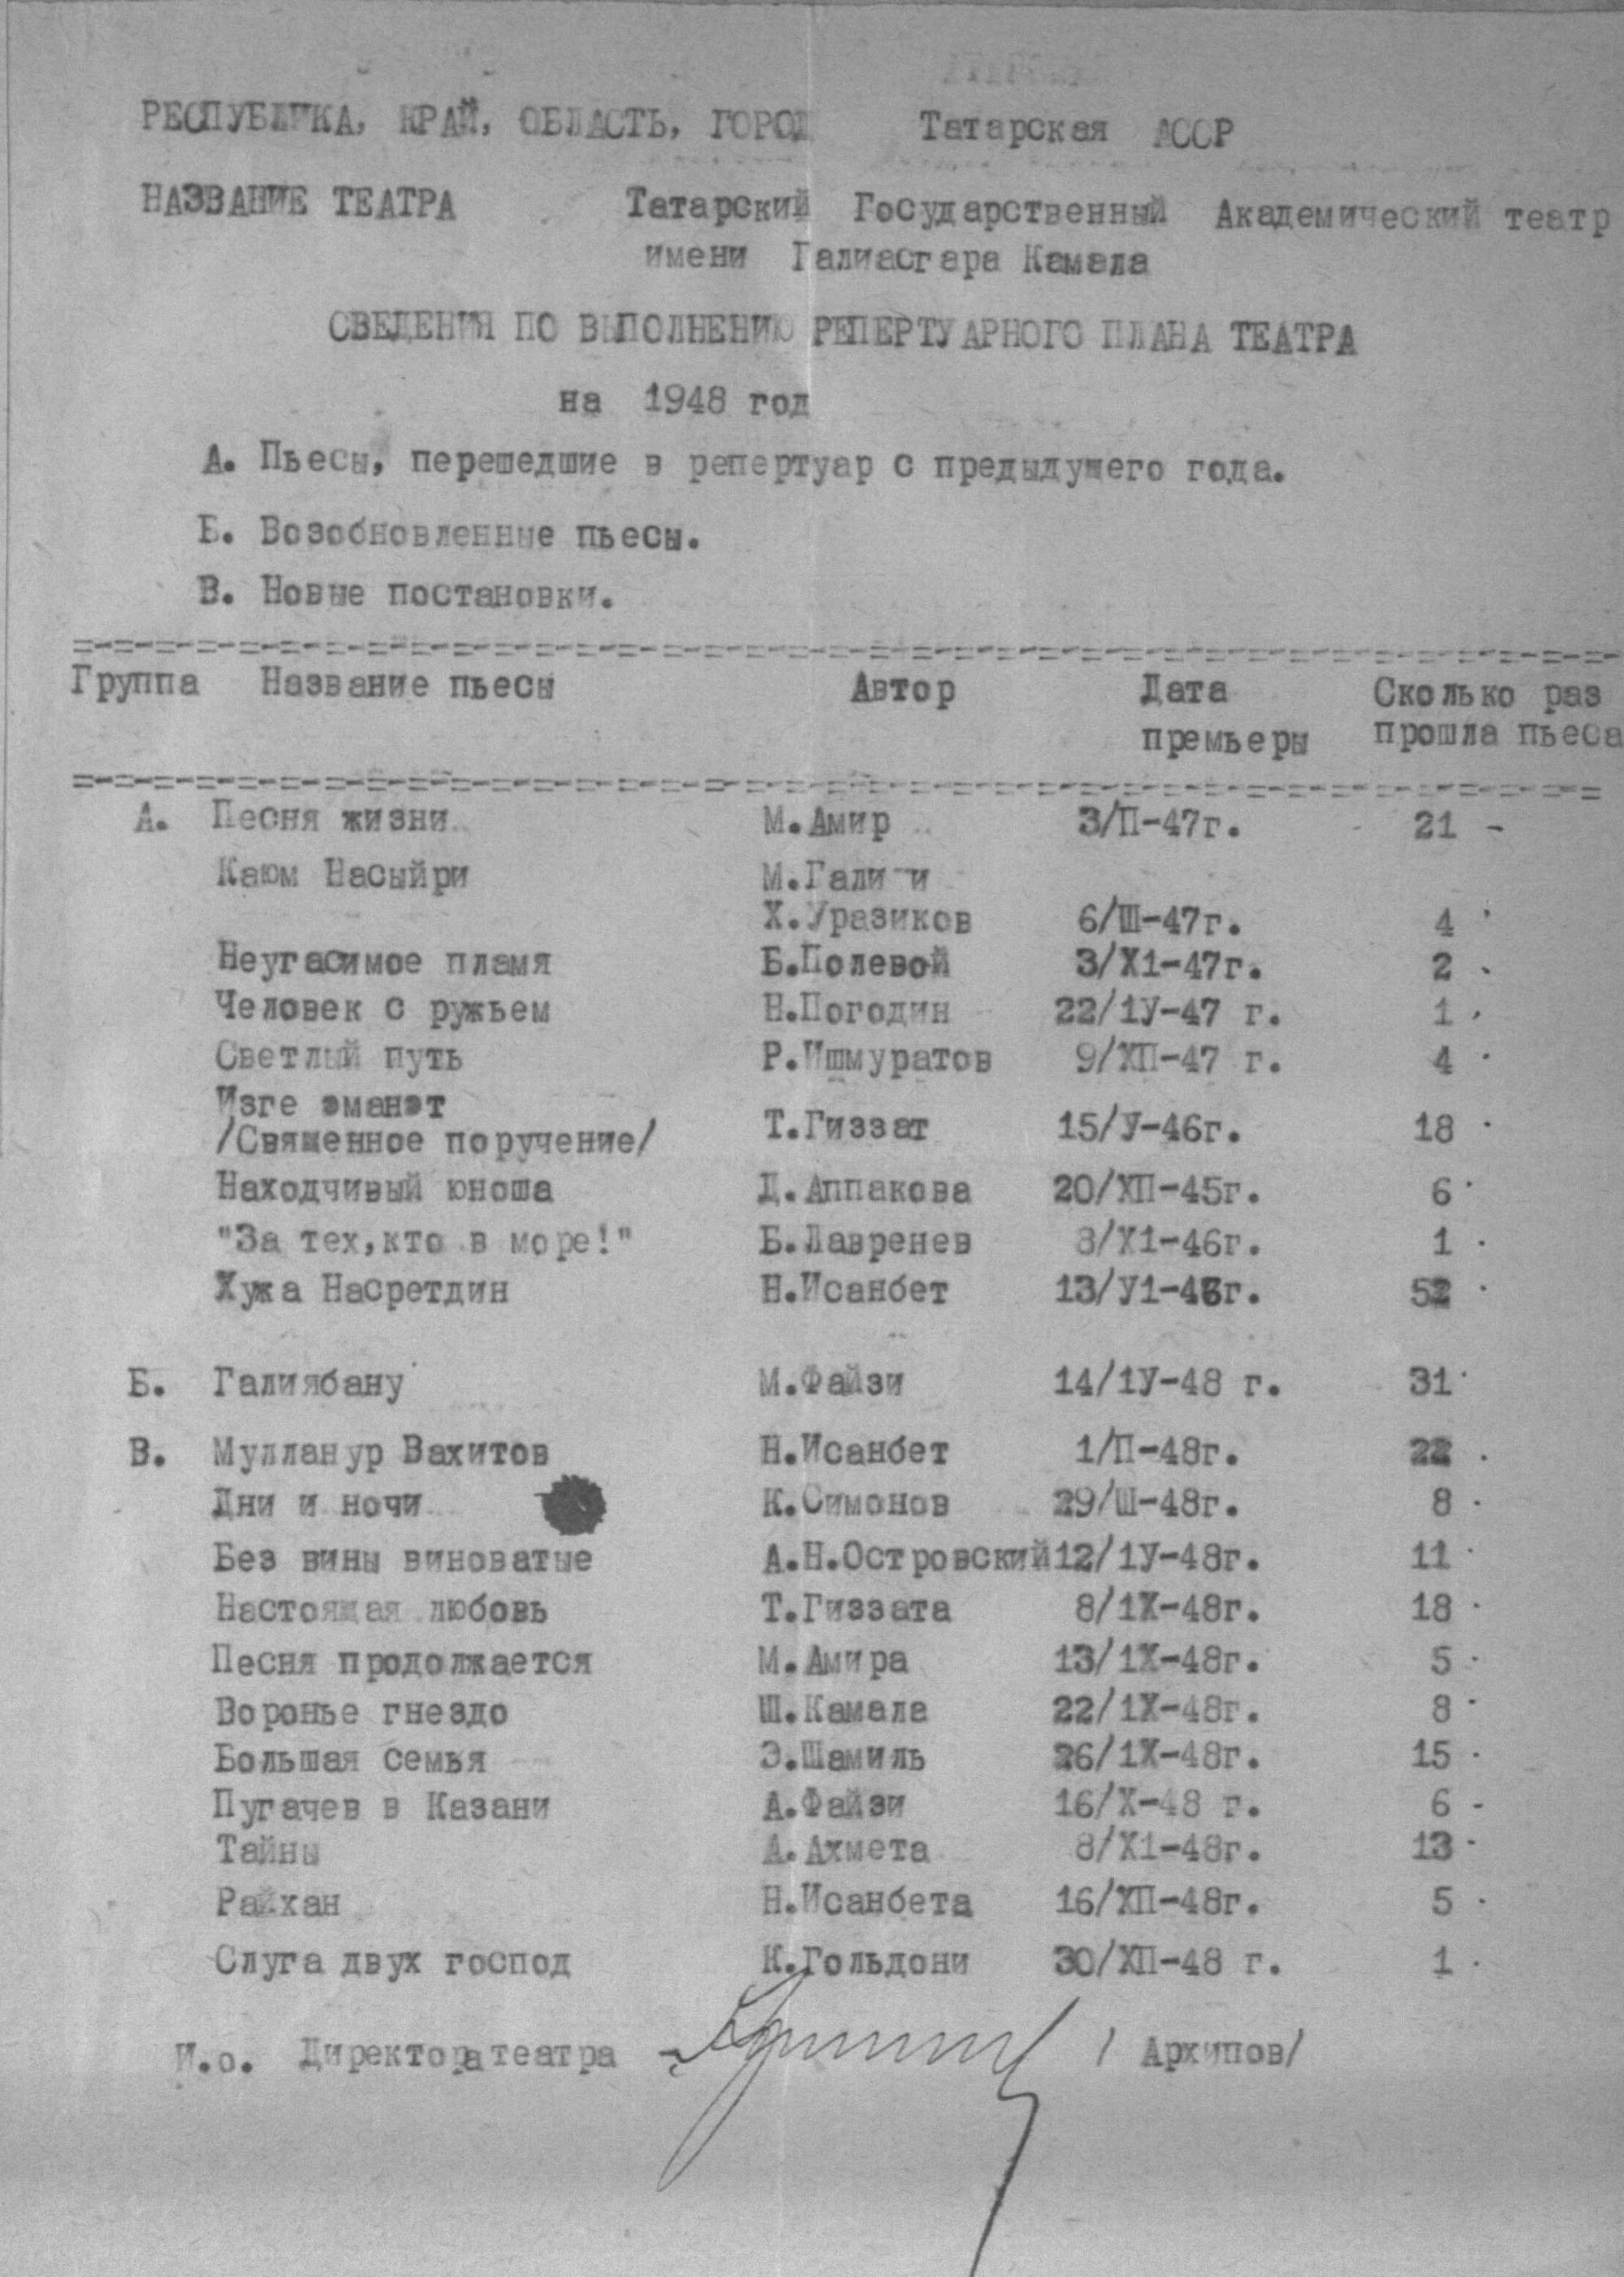 РЕСПУБЛИКА, КРАЙ, ОБЛАСТЬ, ГОРОД Татарская АССР
НАЗВАНИЕ ТЕАТРА Татарский Государственный Академический театр
имени Галиасгара Камала
СВЕДЕНИЯ ПО ВЫПОЛНЕНИЮ РЕПЕРТУАРНОГО ПЛАНА ТЕАТРА
на 1948 год
А. Пьесы, перешедшие в репертуар с предыдущего года.
Б. Возобновленные пьесы.
В. Новые постановки.
Группа Название пьесы Автор Дата Сколько раз
премьеры прошла пьеса
А. Песня жизни М.Амир 3/П-47г. 21 -
Каюм Насыйри М.Гали и
Х.Уразиков 6/Ш-47г. 4
Неугасимое пламя Б.Полевой 3/Х1-47г. 2
Человек с ружьем Н.Погодин 22/1У-47 г. 1
Светлый путь Р.Ишмуратов 9/ХП-47 г. 4
Изге эманэт
/Священное поручение/ Т.Гиззат 15/У-46г. 18
Находчивый юноша Д.Аппакова 20/ХП-45г. 6
"За тех,кто в море!" Б.Лавренев 8/Х1-46г. 1
Хужа Насретдин Н.Исанбет 13/У1-4 г. 52
Б. Галиябану М.Файзи 14/1У-48 г. 31
В. Мулланур Вахитов Н.Исанбет 1/П-48г. 22
Дни и ночи К.Симонов 29/Ш-48г. 8
Без вины виноватые А.Н.Островский 12/1У-48г. 11
Настоящая любовь Т.Гиззата 8/1Х-48г. 18
Песня продолжается М.Амира 13/1Х-48г. 5
Воронье гнездо Ш.Камала 22/1Х-48г. 8
Большая семья Э.Шамиль 26/1Х-48г. 15
Пугачев в Казани А.Файзи 16/Х-48 г. 6 -
Тайны А.Ахмета 8/Х1-48г. 13
Райхан Н.Исанбета 16/ХП-48г. 5
Слуга двух господ К.Гольдони 30/ХП-48 г. 1
И.о. Директора театра / Архипов/